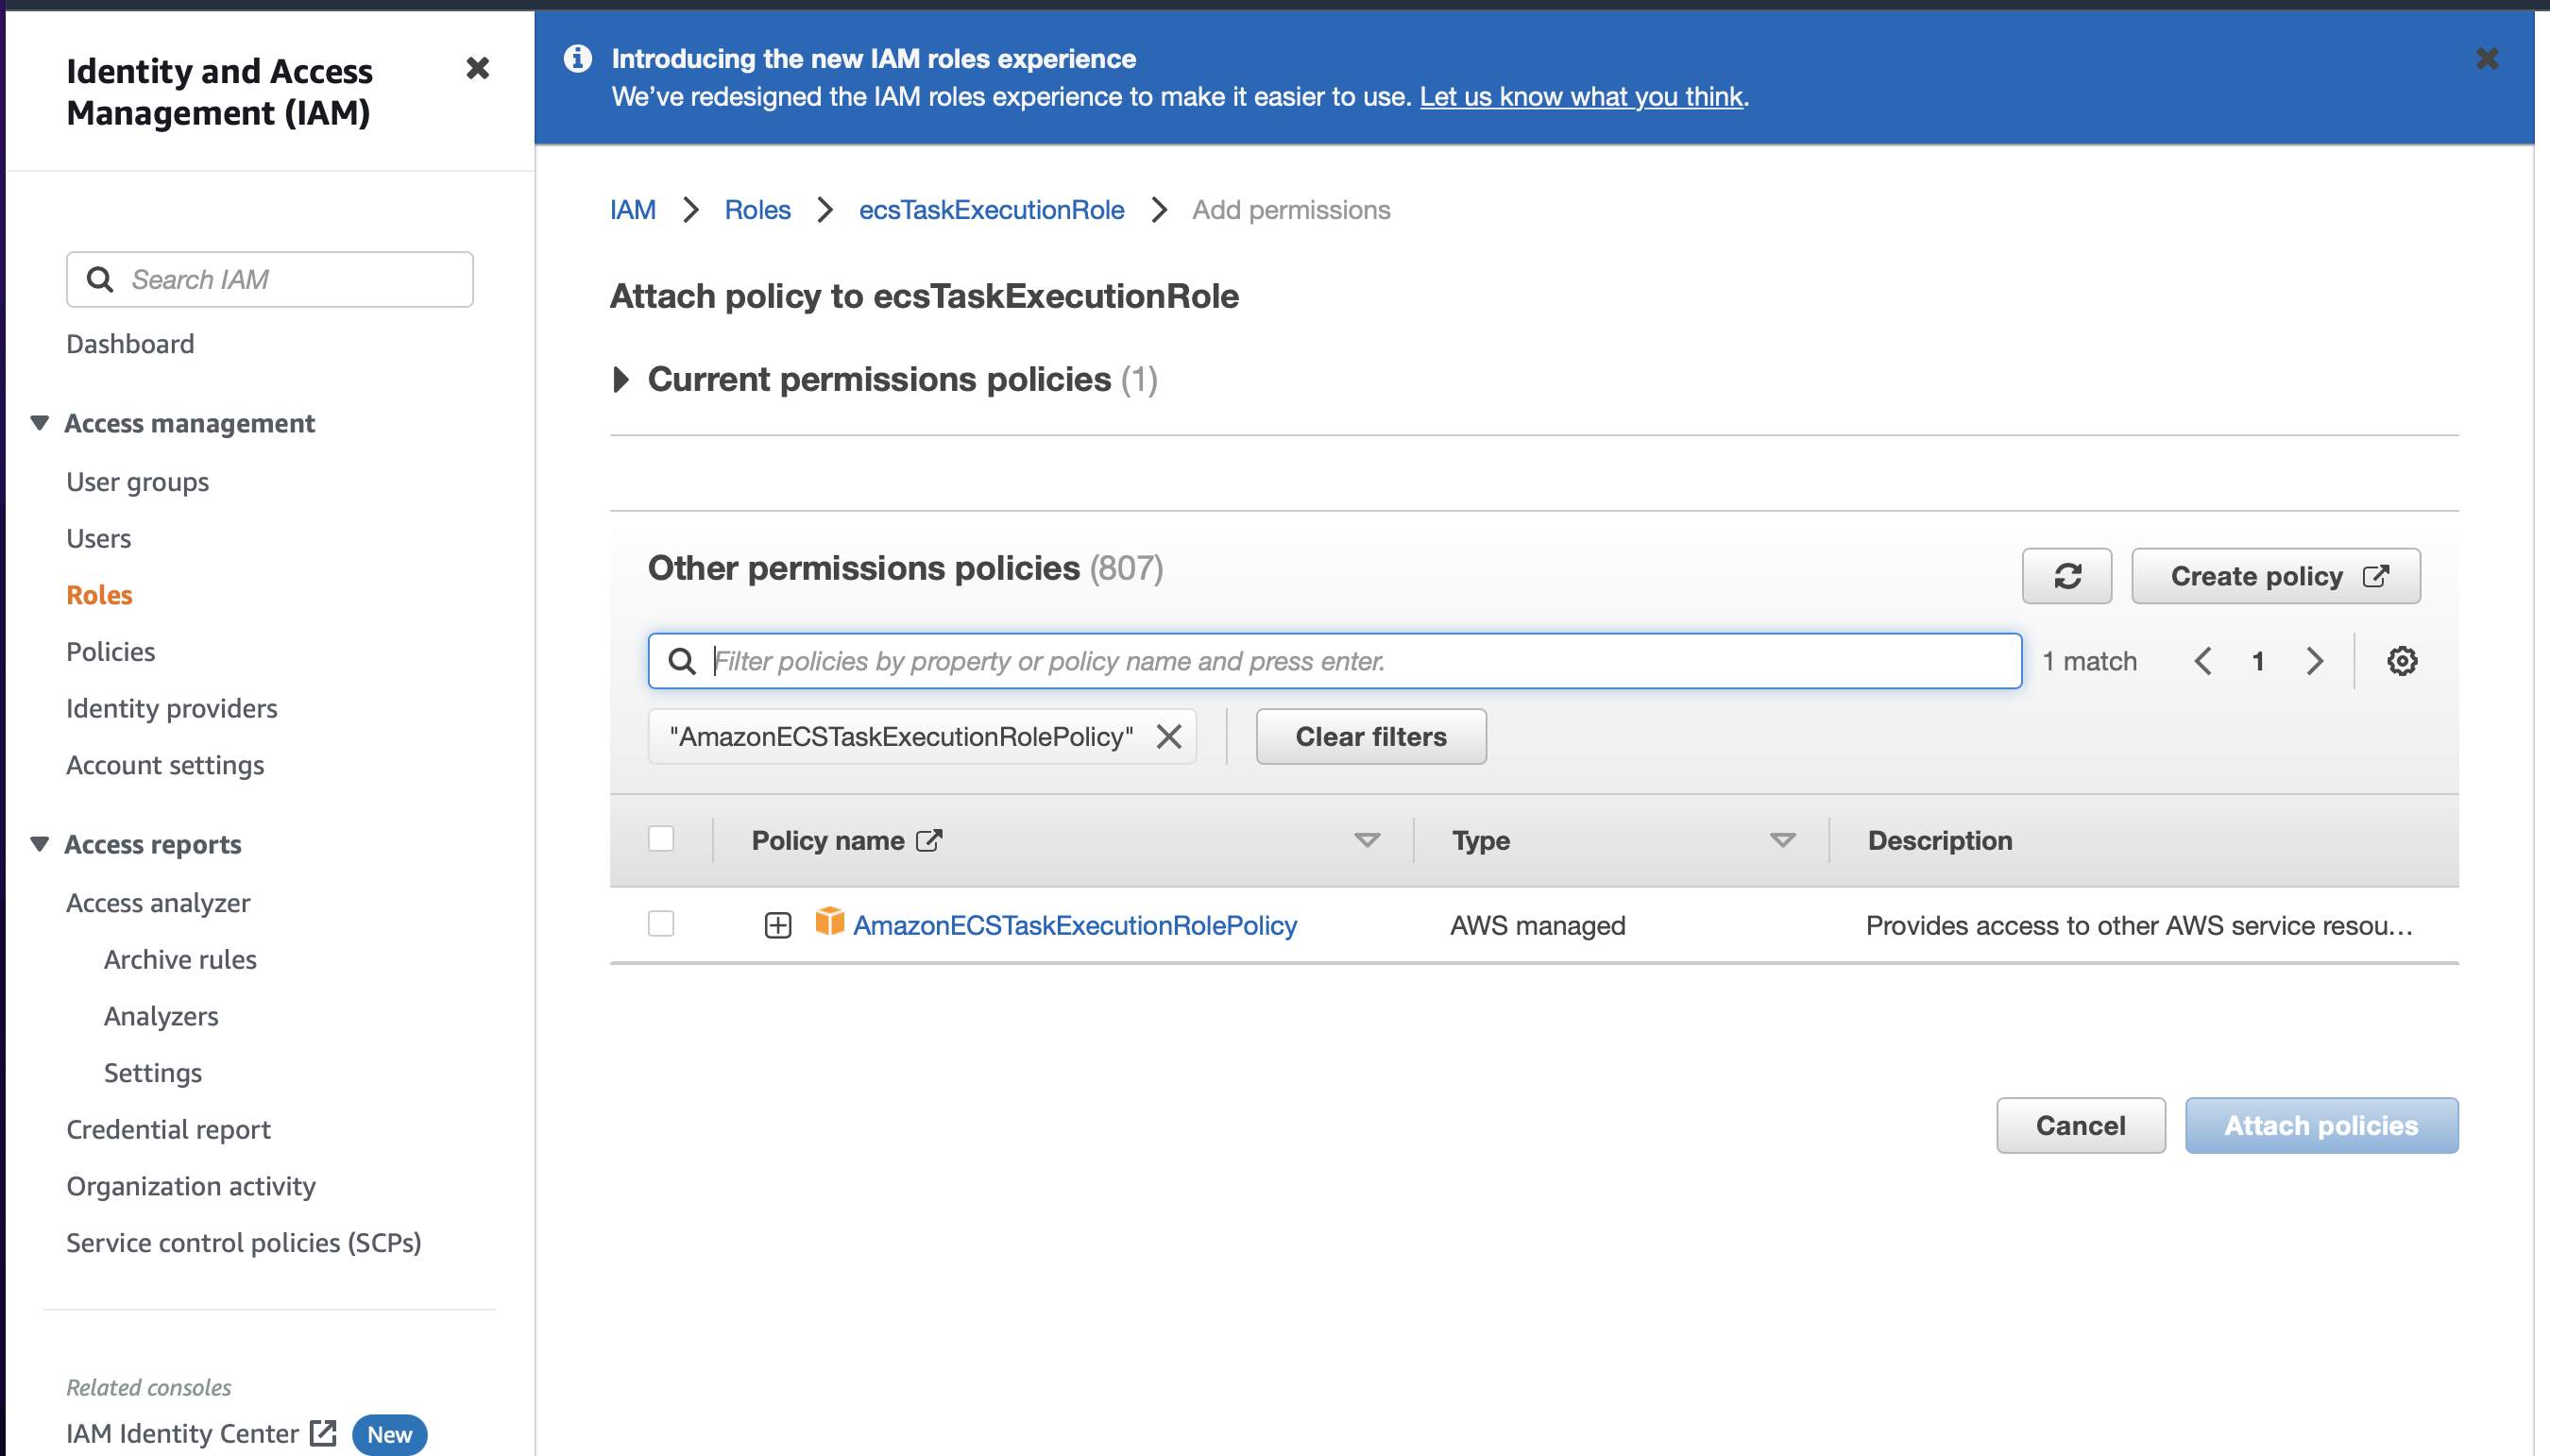 Identity and Access
Management (IAM)
Search IAM
Dashboard
Access management
User groups
Users
Roles
Policies
Identity providers
Account settings
Access reports
Access analyzer
Archive rules
Analyzers
Settings
Credential report
Organization activity
Service control policies (SCPs)
Related consoles
IAM Identity Center New
Introducing the new IAM roles experience
We’ve redesigned the IAM roles experience to make it easier to use. Let us know what you think.
IAM > Roles > ecsTaskExecutionRole > Add permissions
Attach policy to ecsTaskExecutionRole
Current permissions policies (1)
Other permissions policies (807)
Create policy
Filter policies by property or policy name and press enter.
1 match < 1 >
"AmazonECSTaskExecutionRolePolicy" Clear filters
Policy name Type Description
AmazonECSTaskExecutionRolePolicy AWS managed Provides access to other AWS service resou...
Cancel Attach policies